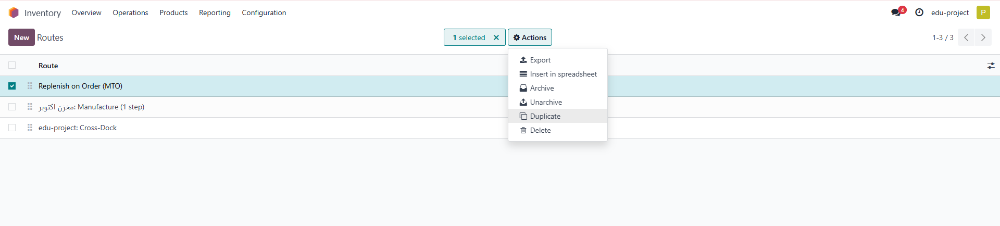 Inventory Overview Operations Products Reporting Configuration 4 edu-project P
New Routes 1 selected Actions 1-3 / 3
Export
Insert in spreadsheet
Archive
Unarchive
Duplicate
Delete
Route
Replenish on Order (MTO)
مخزن اكتوبر: Manufacture (1 step)
edu-project: Cross-Dock